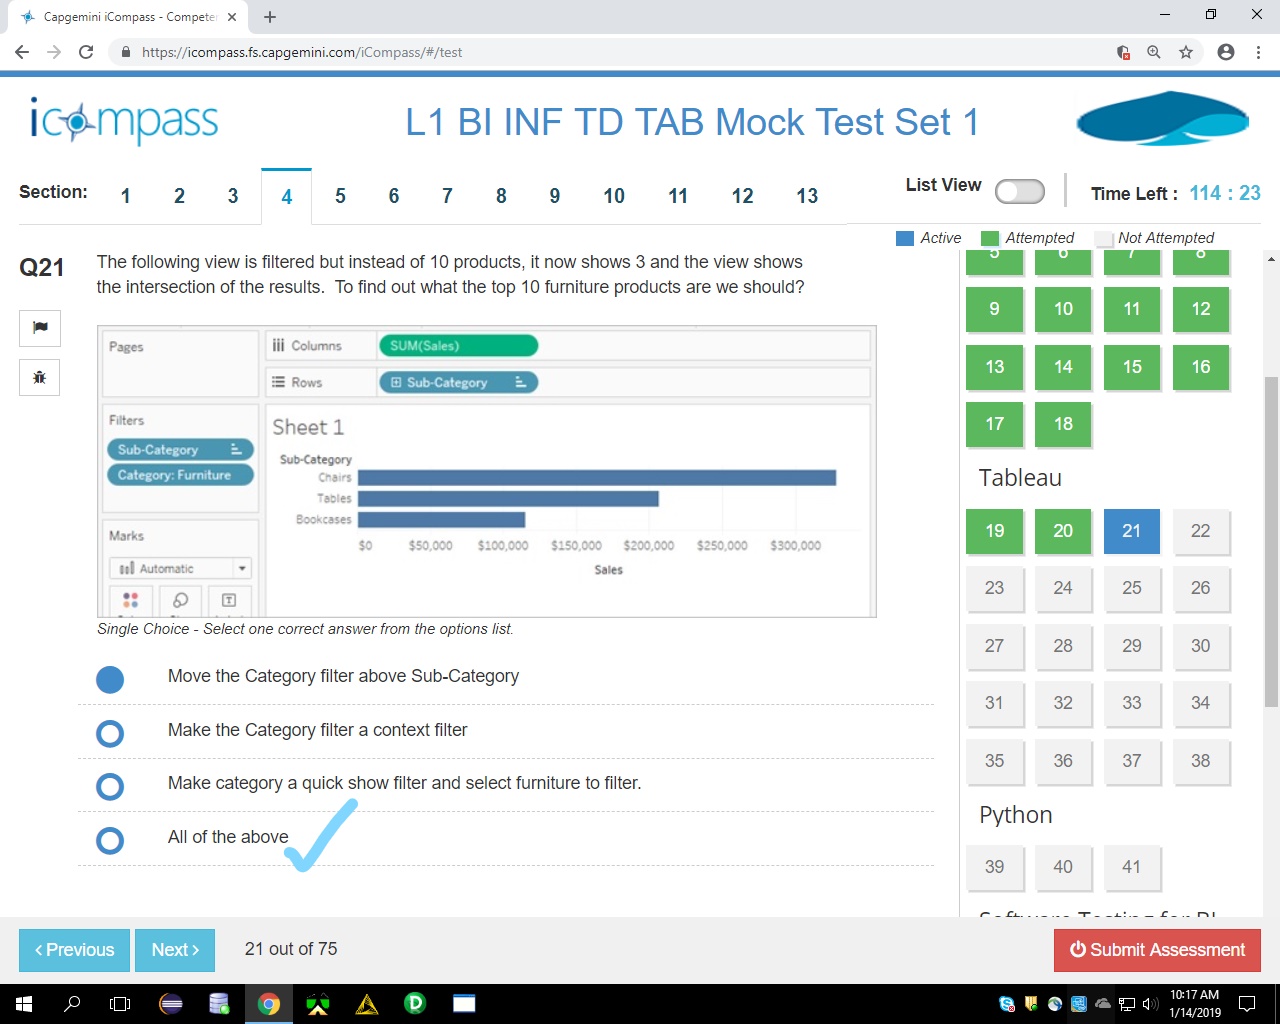 Capgemini iCompass - Compete
https://icompass.fs.capgemini.com/iCompass/#/test
icompass
L1 BI INF TD TAB Mock Test Set 1
Section: 1 2 3 4 5 6 7 8 9 10 11 12 13
List View
Time Left : 114 : 23
Active Attempted Not Attempted
Q21
The following view is filtered but instead of 10 products, it now shows 3 and the view shows
the intersection of the results. To find out what the top 10 furniture products are we should?
Pages
Columns
SUM(Sales)
Rows
Sub-Category
Filters
Sub-Category
Category: Furniture
Marks
Automatic
Sheet 1
Sub-Category
Chairs
Tables
Bookcases
$0 $50,000 $100,000 $150,000 $200,000 $250,000 $300,000
Sales
Single Choice - Select one correct answer from the options list.
Move the Category filter above Sub-Category
Make the Category filter a context filter
Make category a quick show filter and select furniture to filter.
All of the above
5 6 7 8
9 10 11 12
13 14 15 16
17 18
Tableau
19 20 21 22
23 24 25 26
27 28 29 30
31 32 33 34
35 36 37 38
Python
39 40 41
Software Testing for BI
< Previous
Next >
21 out of 75
Submit Assessment
10:17 AM
1/14/2019